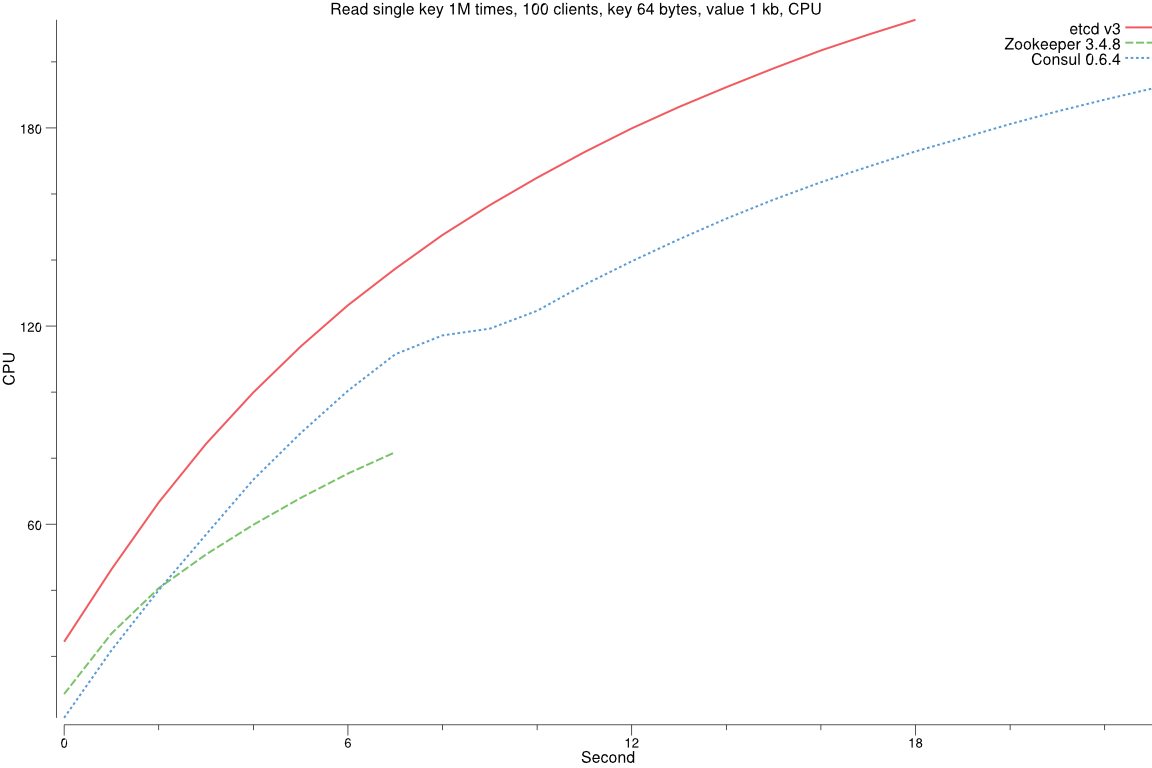 Read single key 1M times, 100 clients, key 64 bytes, value 1 kb, CPU
etcd v3
Zookeeper 3.4.8
Consul 0.6.4
180
120
60
CPU
0 6 12 18
Second